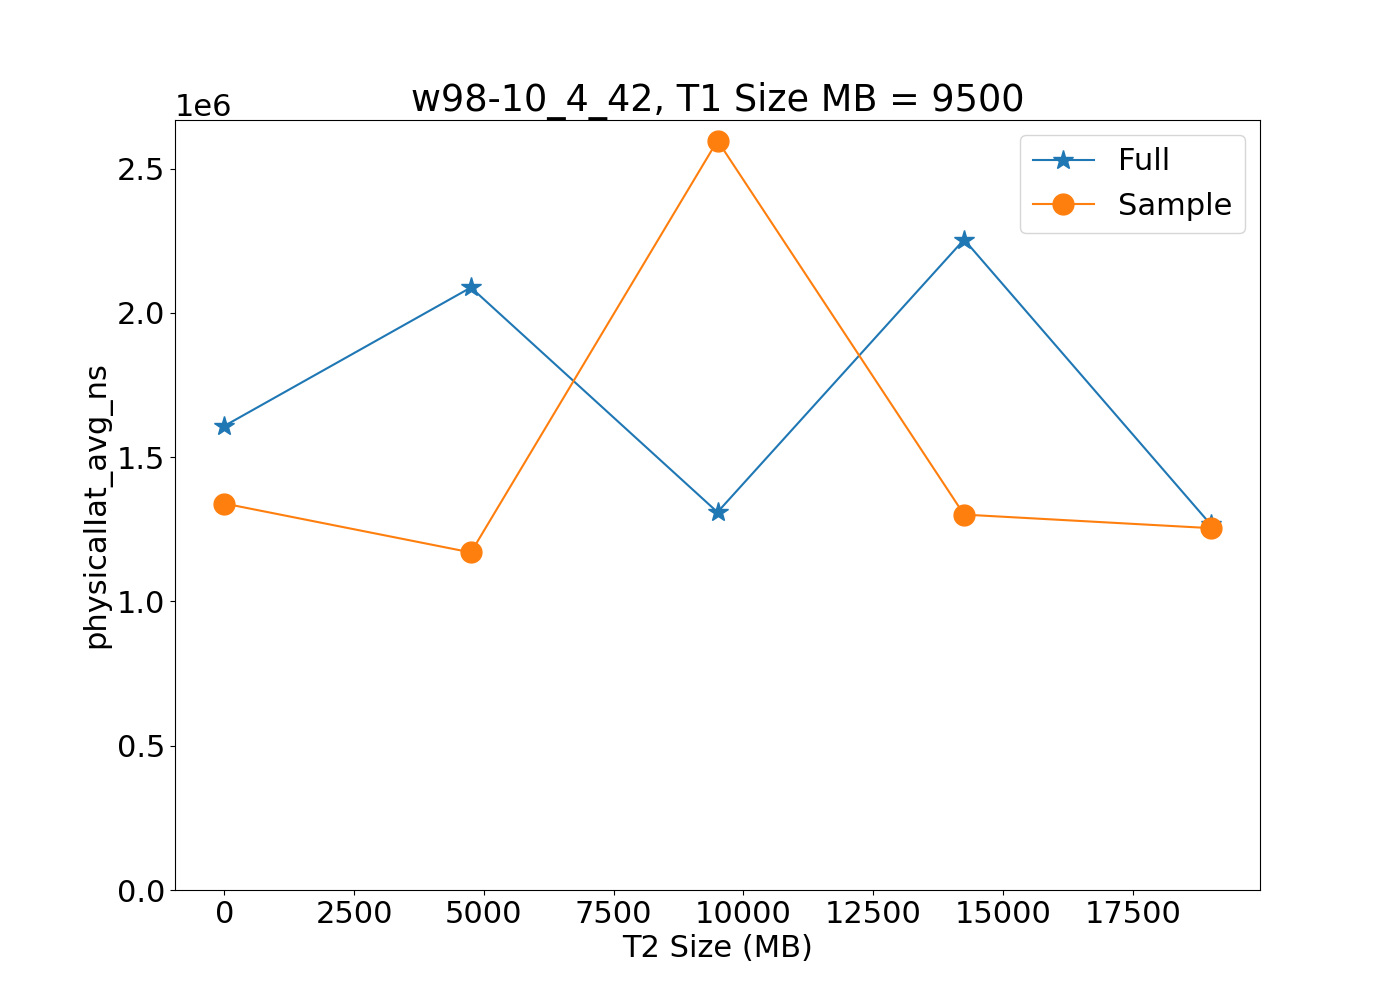 w98-10_4_42, T1 Size MB = 9500
1e6
Full
Sample
2.5
2.0
1.5
1.0
0.5
0.0
physicallat_avg_ns
0 2500 5000 7500 10000 12500 15000 17500
T2 Size (MB)